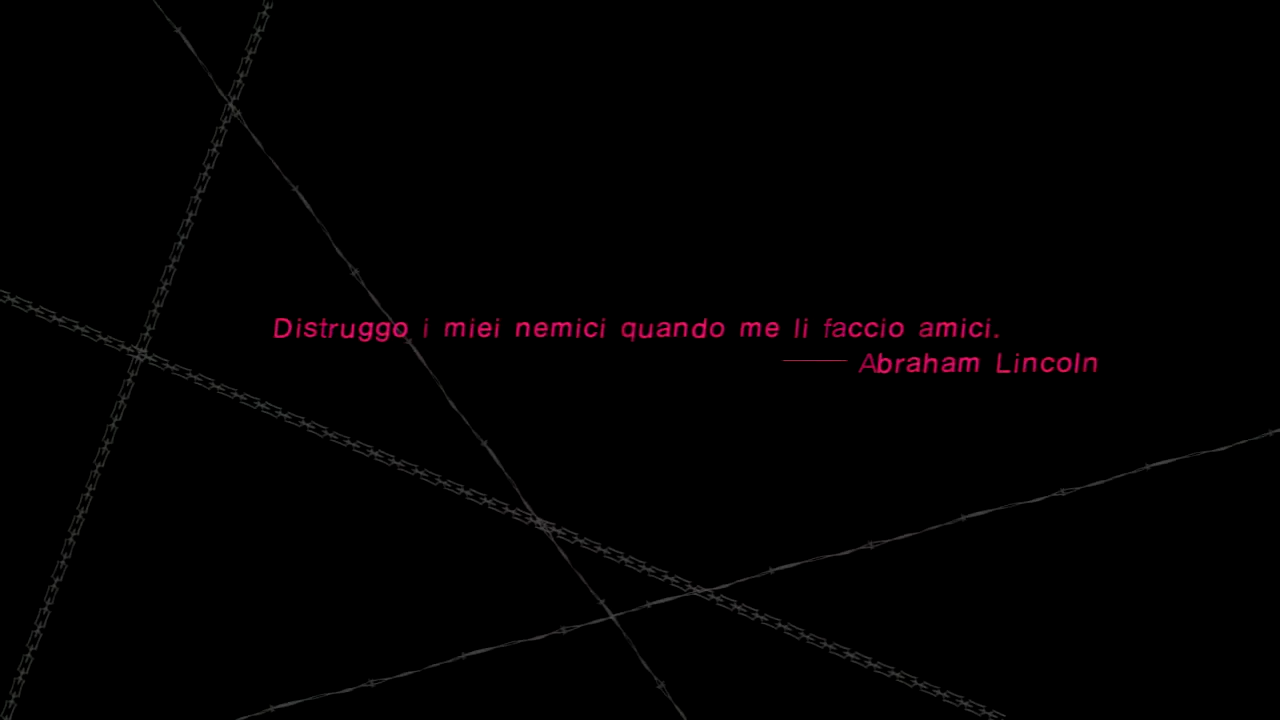 Distruggo i miei nemici quando me li faccio amici.
—— Abraham Lincoln